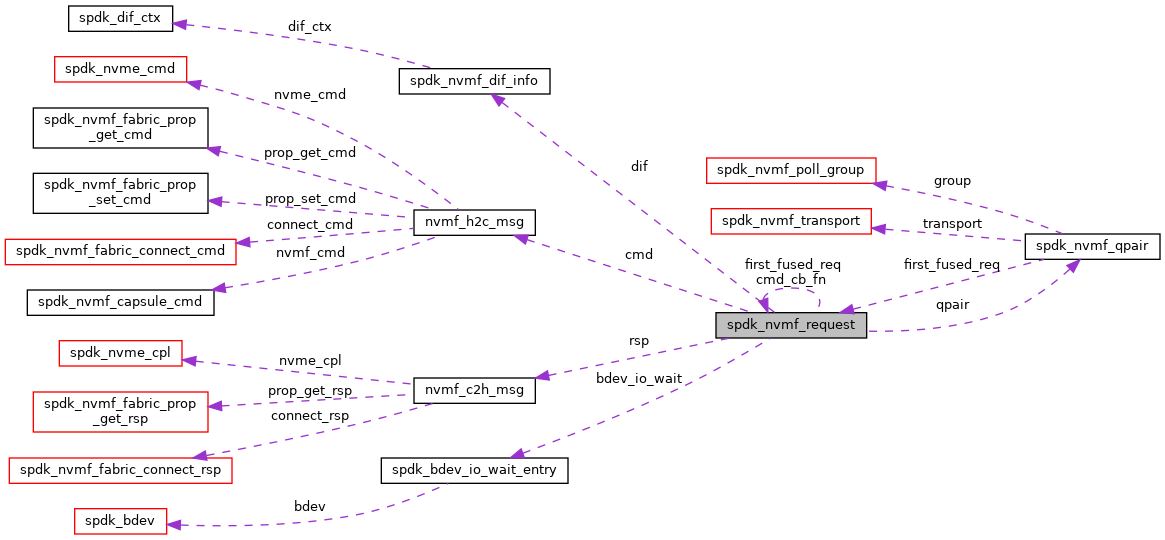 spdk_dif_ctx
dif_ctx
spdk_nvme_cmd
spdk_nvmf_dif_info
nvme_cmd
spdk_nvmf_fabric_prop
_get_cmd
prop_get_cmd
dif
spdk_nvmf_poll_group
group
spdk_nvmf_fabric_prop
_set_cmd
prop_set_cmd
nvmf_h2c_msg
spdk_nvmf_transport
transport
connect_cmd
spdk_nvmf_fabric_connect_cmd
nvmf_cmd
cmd
spdk_nvmf_qpair
first_fused_req
cmd_cb_fn
first_fused_req
spdk_nvmf_capsule_cmd
qpair
spdk_nvmf_request
rsp
spdk_nvme_cpl
nvme_cpl
bdev_io_wait
nvmf_c2h_msg
prop_get_rsp
spdk_nvmf_fabric_prop
_get_rsp
connect_rsp
spdk_nvmf_fabric_connect_rsp
spdk_bdev_io_wait_entry
bdev
spdk_bdev